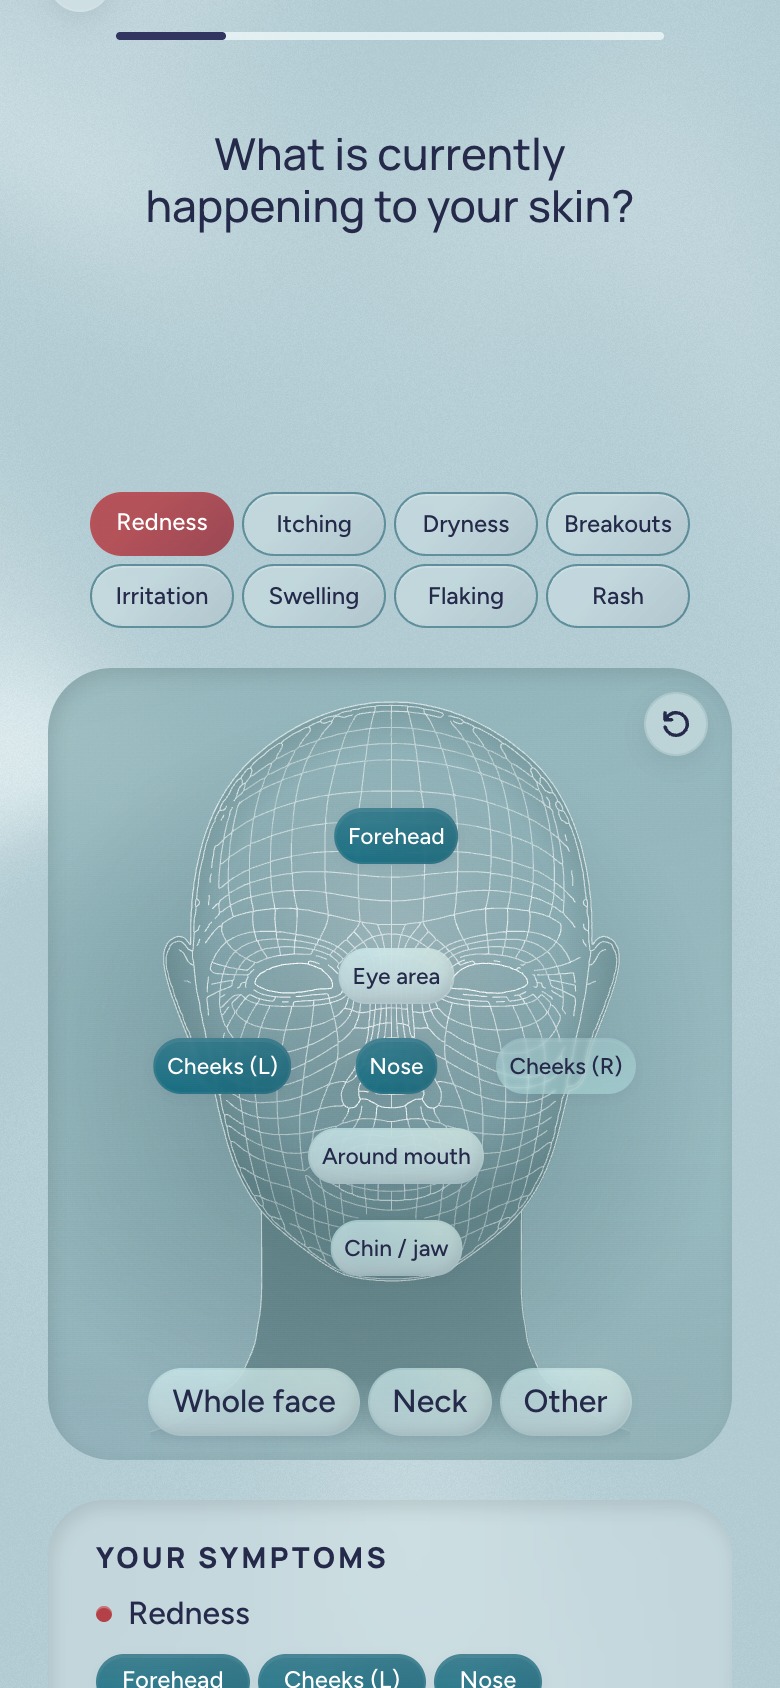 What is currently
happening to your skin?
Redness Itching Dryness Breakouts
Irritation Swelling Flaking Rash
Forehead
Eye area
Cheeks (L) Nose Cheeks (R)
Around mouth
Chin / jaw
Whole face Neck Other
YOUR SYMPTOMS
Redness
Forehead Cheeks (L) Nose